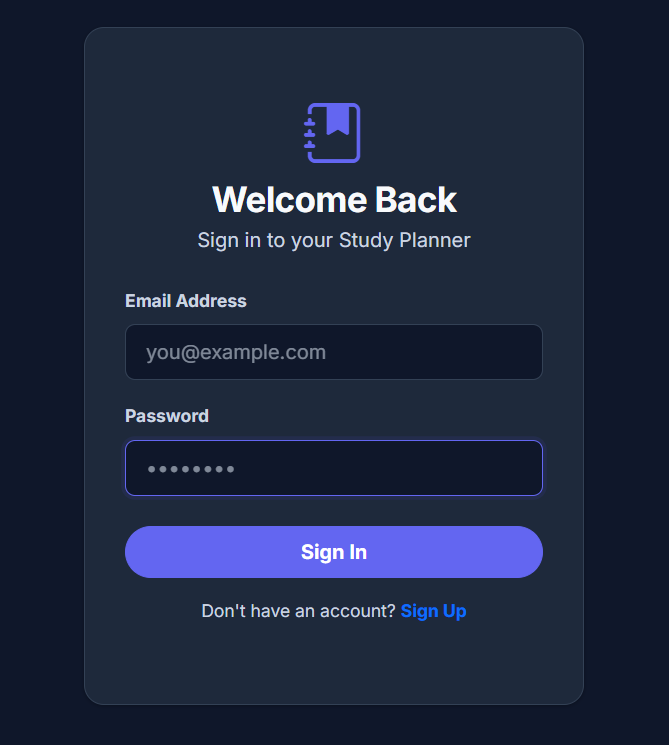 Welcome Back
Sign in to your Study Planner
Email Address
you@example.com
Password
••••••••
Sign In
Don't have an account? Sign Up